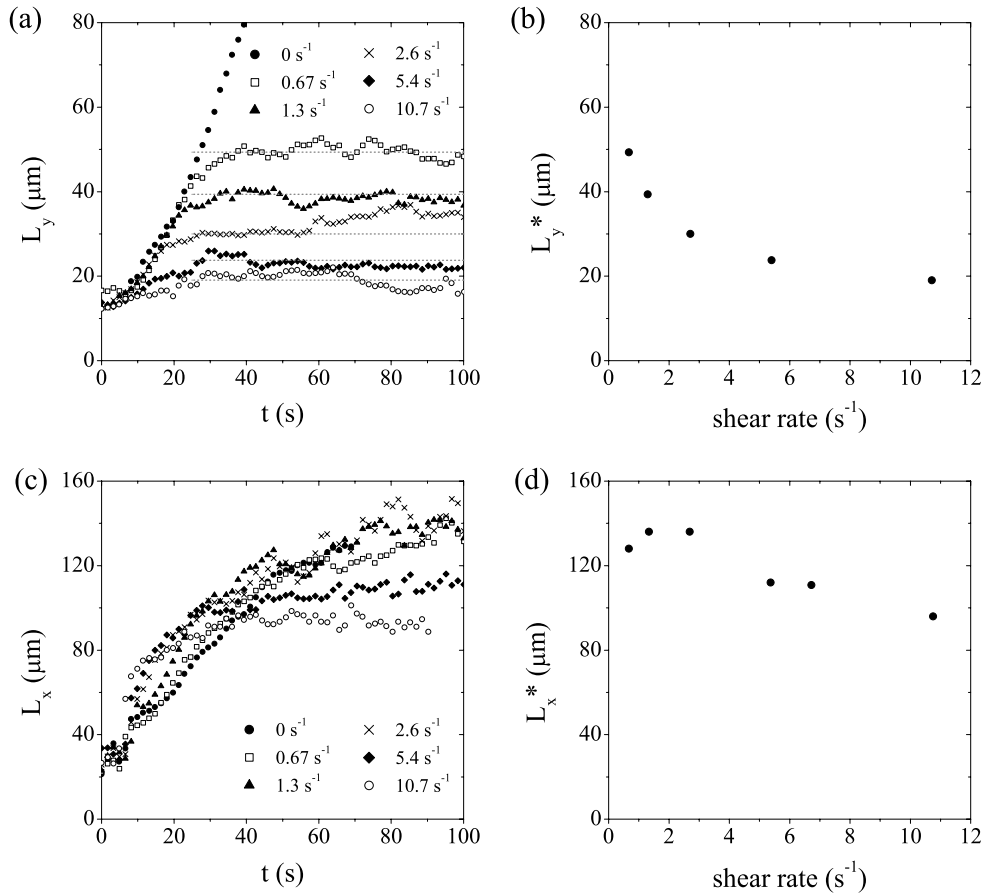 (a)
80
60
40
20
0
L_y (μm)
0 s⁻¹
0.67 s⁻¹
1.3 s⁻¹
2.6 s⁻¹
5.4 s⁻¹
10.7 s⁻¹
0 20 40 60 80 100
t (s)
(b)
80
60
40
20
0
L_y* (μm)
0 2 4 6 8 10 12
shear rate (s⁻¹)
(c)
160
120
80
40
0
L_x (μm)
0 s⁻¹
0.67 s⁻¹
1.3 s⁻¹
2.6 s⁻¹
5.4 s⁻¹
10.7 s⁻¹
0 20 40 60 80 100
t (s)
(d)
160
120
80
40
0
L_x* (μm)
0 2 4 6 8 10 12
shear rate (s⁻¹)